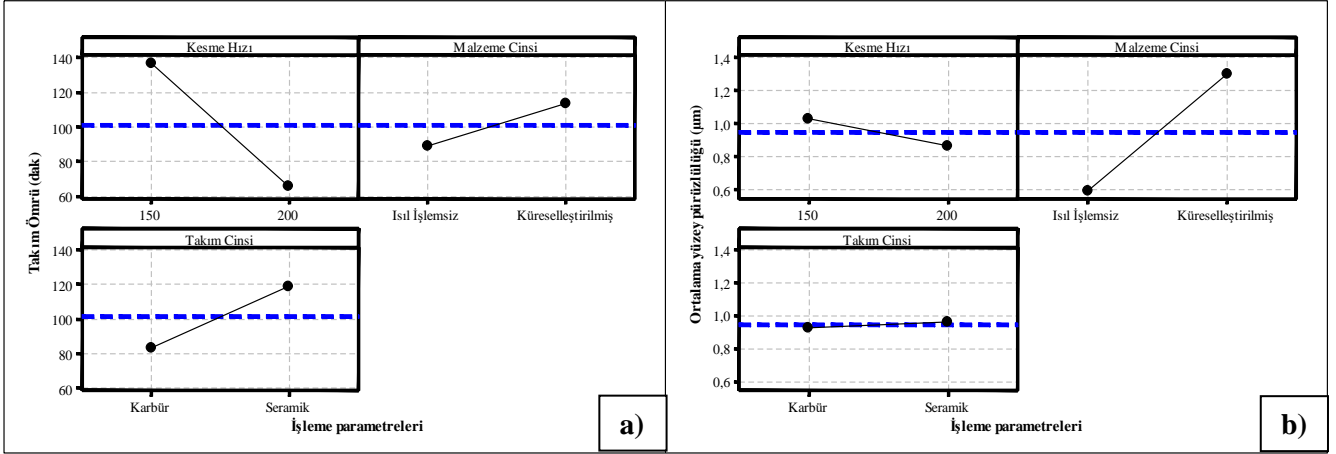 Kesme Hızı Malzeme Cinsi
140
120
100
80
60
150 200 Isıl İşlemsiz Küreselleştirilmiş
Takım Cinsi
140
120
100
80
60
Karbür Seramik
Takım Ömrü (dak)
İşleme parametreleri
a)
Kesme Hızı Malzeme Cinsi
1,4
1,2
1,0
0,8
0,6
150 200 Isıl İşlemsiz Küreselleştirilmiş
Takım Cinsi
1,4
1,2
1,0
0,8
0,6
Karbür Seramik
Ortalama yüzey pürüzlülüğü (µm)
İşleme parametreleri
b)